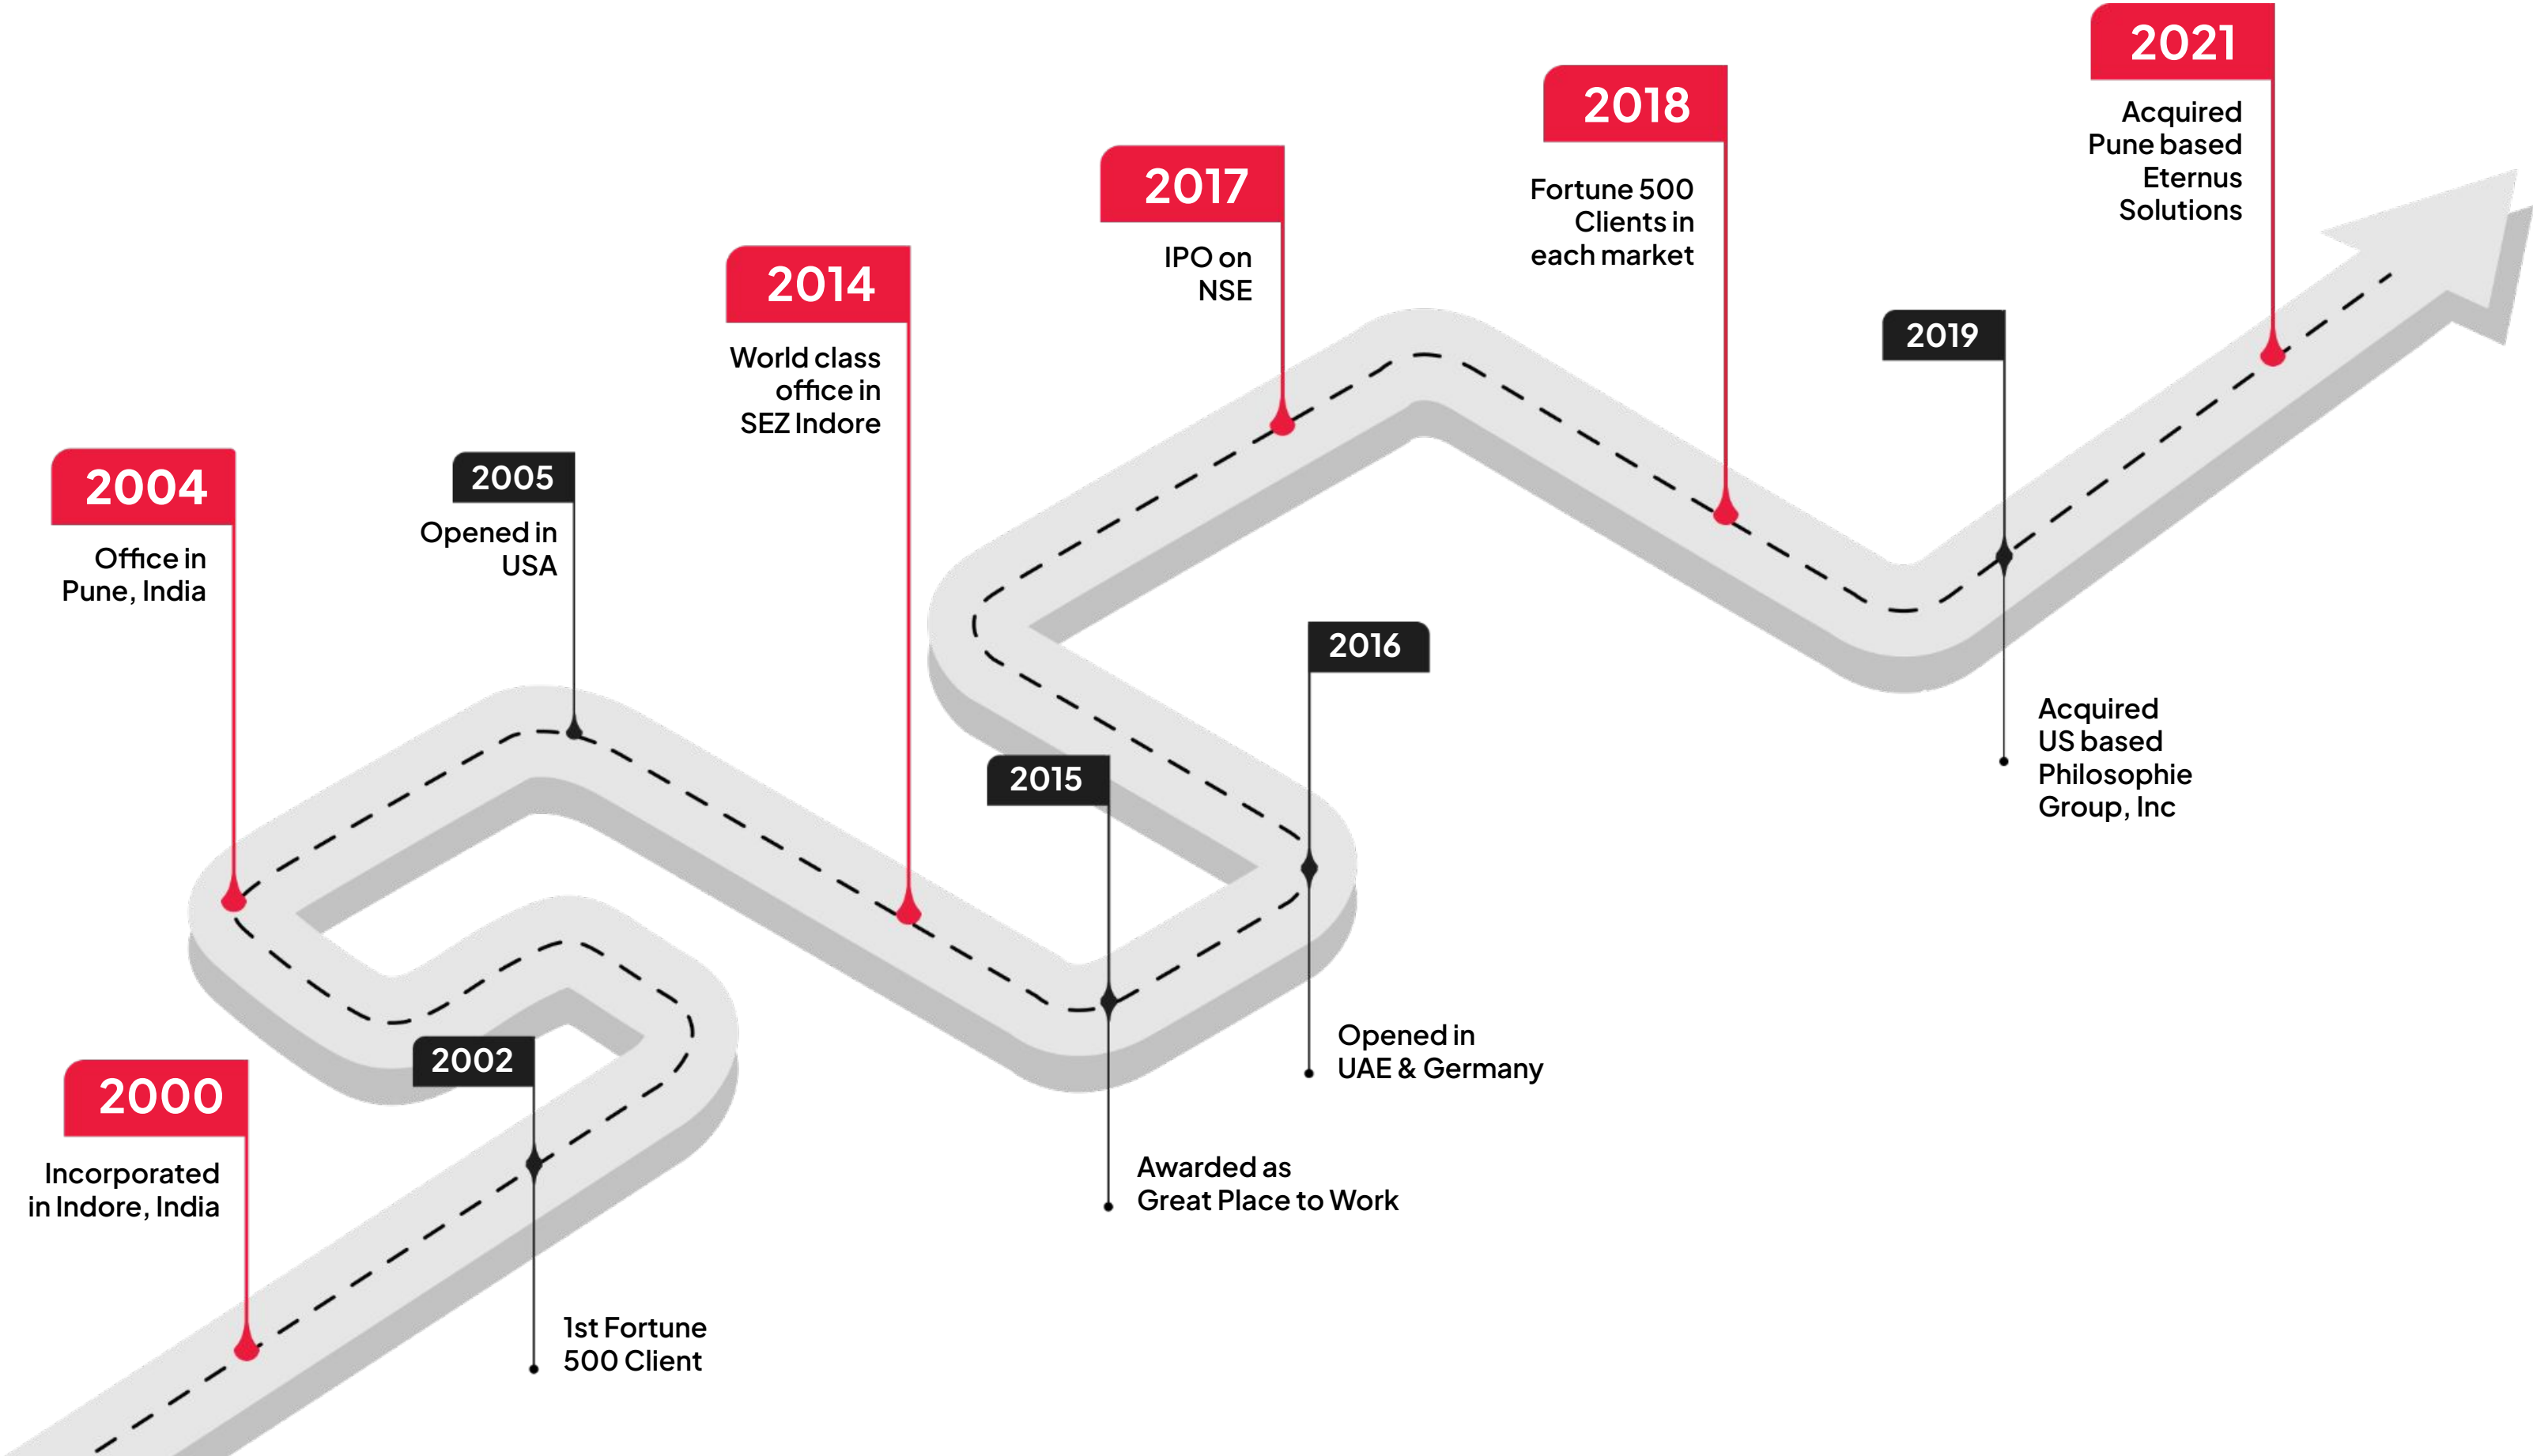 2000
Incorporated
in Indore, India
2002
1st Fortune
500 Client
2004
Office in
Pune, India
2005
Opened in
USA
2014
World class
office in
SEZ Indore
2015
Awarded as
Great Place to Work
2016
Opened in
UAE & Germany
2017
IPO on
NSE
2018
Fortune 500
Clients in
each market
2019
Acquired
US based
Philosophie
Group, Inc
2021
Acquired
Pune based
Eternus
Solutions